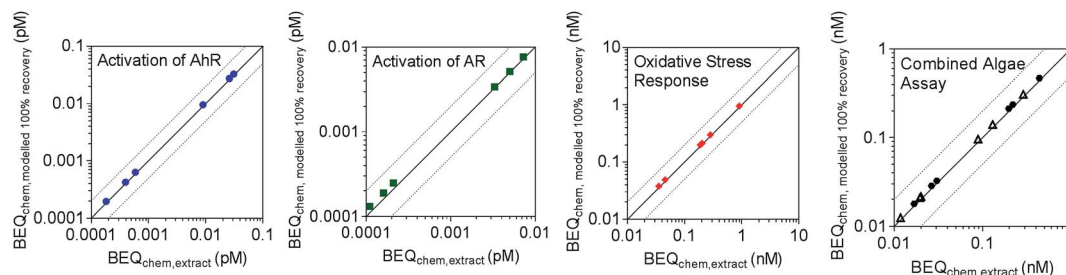 BEQchem,modelled 100% recovery (pM)
0.1
0.01
0.001
0.0001
Activation of AhR
0.0001 0.001 0.01 0.1
BEQchem,extract (pM)
BEQchem, modelled 100% recovery (pM)
0.01
0.001
0.0001
Activation of AR
0.0001 0.001 0.01
BEQchem,extract (pM)
BEQchem, modelled 100% recovery (nM)
10
1
0.1
0.01
Oxidative Stress
Response
0.01 0.1 1 10
BEQchem,extract (nM)
BEQchem, modelled 100% recovery (nM)
1
0.1
0.01
Combined Algae
Assay
0.01 0.1 1
BEQchem,extract (nM)